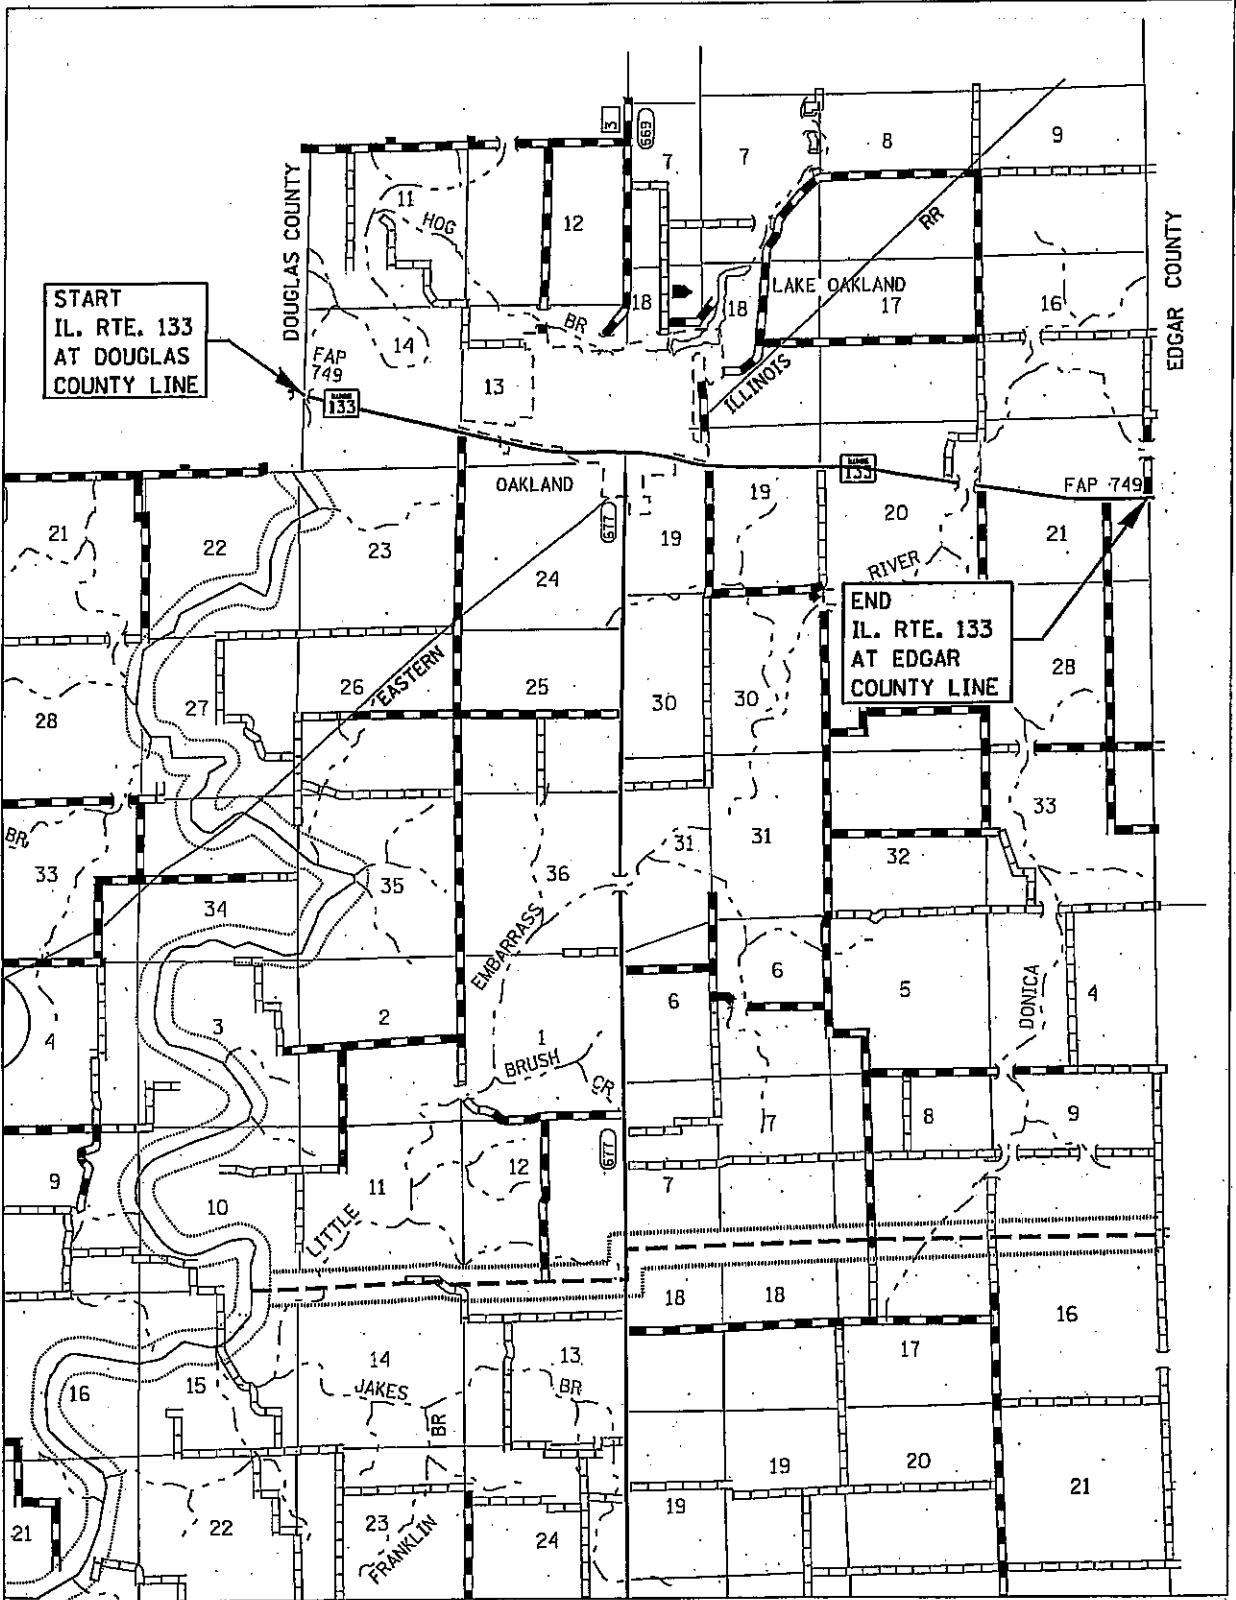 3
669
7
7
8
9
DOUGLAS COUNTY
11
HOG
12
RR
EDGAR COUNTY
START
IL. RTE. 133
AT DOUGLAS
COUNTY LINE
18
18
LAKE OAKLAND
17
16
BR
14
FAP
749
13
ILLINOIS
133
133
OAKLAND
19
FAP 749
21
22
23
677
19
20
21
24
RIVER
END
IL. RTE. 133
AT EDGAR
COUNTY LINE
28
27
26
EASTERN
25
30
30
28
33
BR
33
35
36
31
31
32
34
EMBARRASS
6
6
5
DONICA
4
4
3
2
1
BRUSH
CR
7
8
9
677
9
10
11
12
7
LITTLE
18
18
16
17
16
15
14
JAKES
BR
13
BR
19
20
21
19
21
22
23
FRANKLIN
24